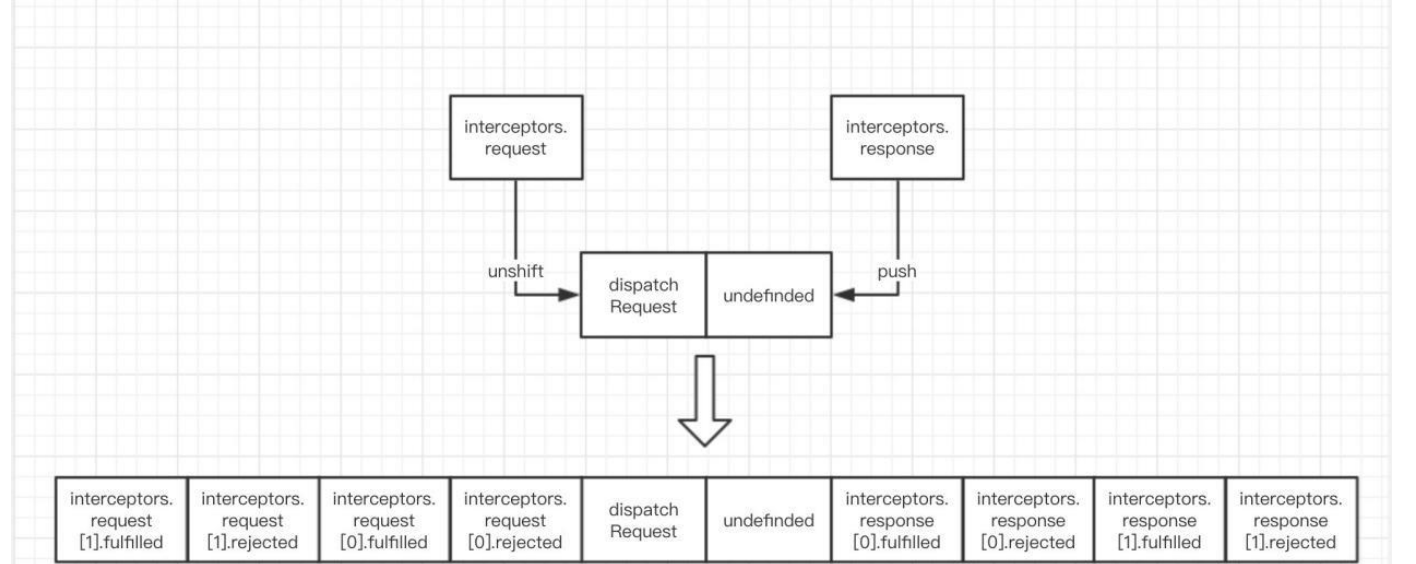 interceptors.
request
interceptors.
response
unshift
push
dispatch
Request
undefinded
interceptors.
request
[1].fulfilled
interceptors.
request
[1].rejected
interceptors.
request
[0].fulfilled
interceptors.
request
[0].rejected
dispatch
Request
undefinded
interceptors.
response
[0].fulfilled
interceptors.
response
[0].rejected
interceptors.
response
[1].fulfilled
interceptors.
response
[1].rejected